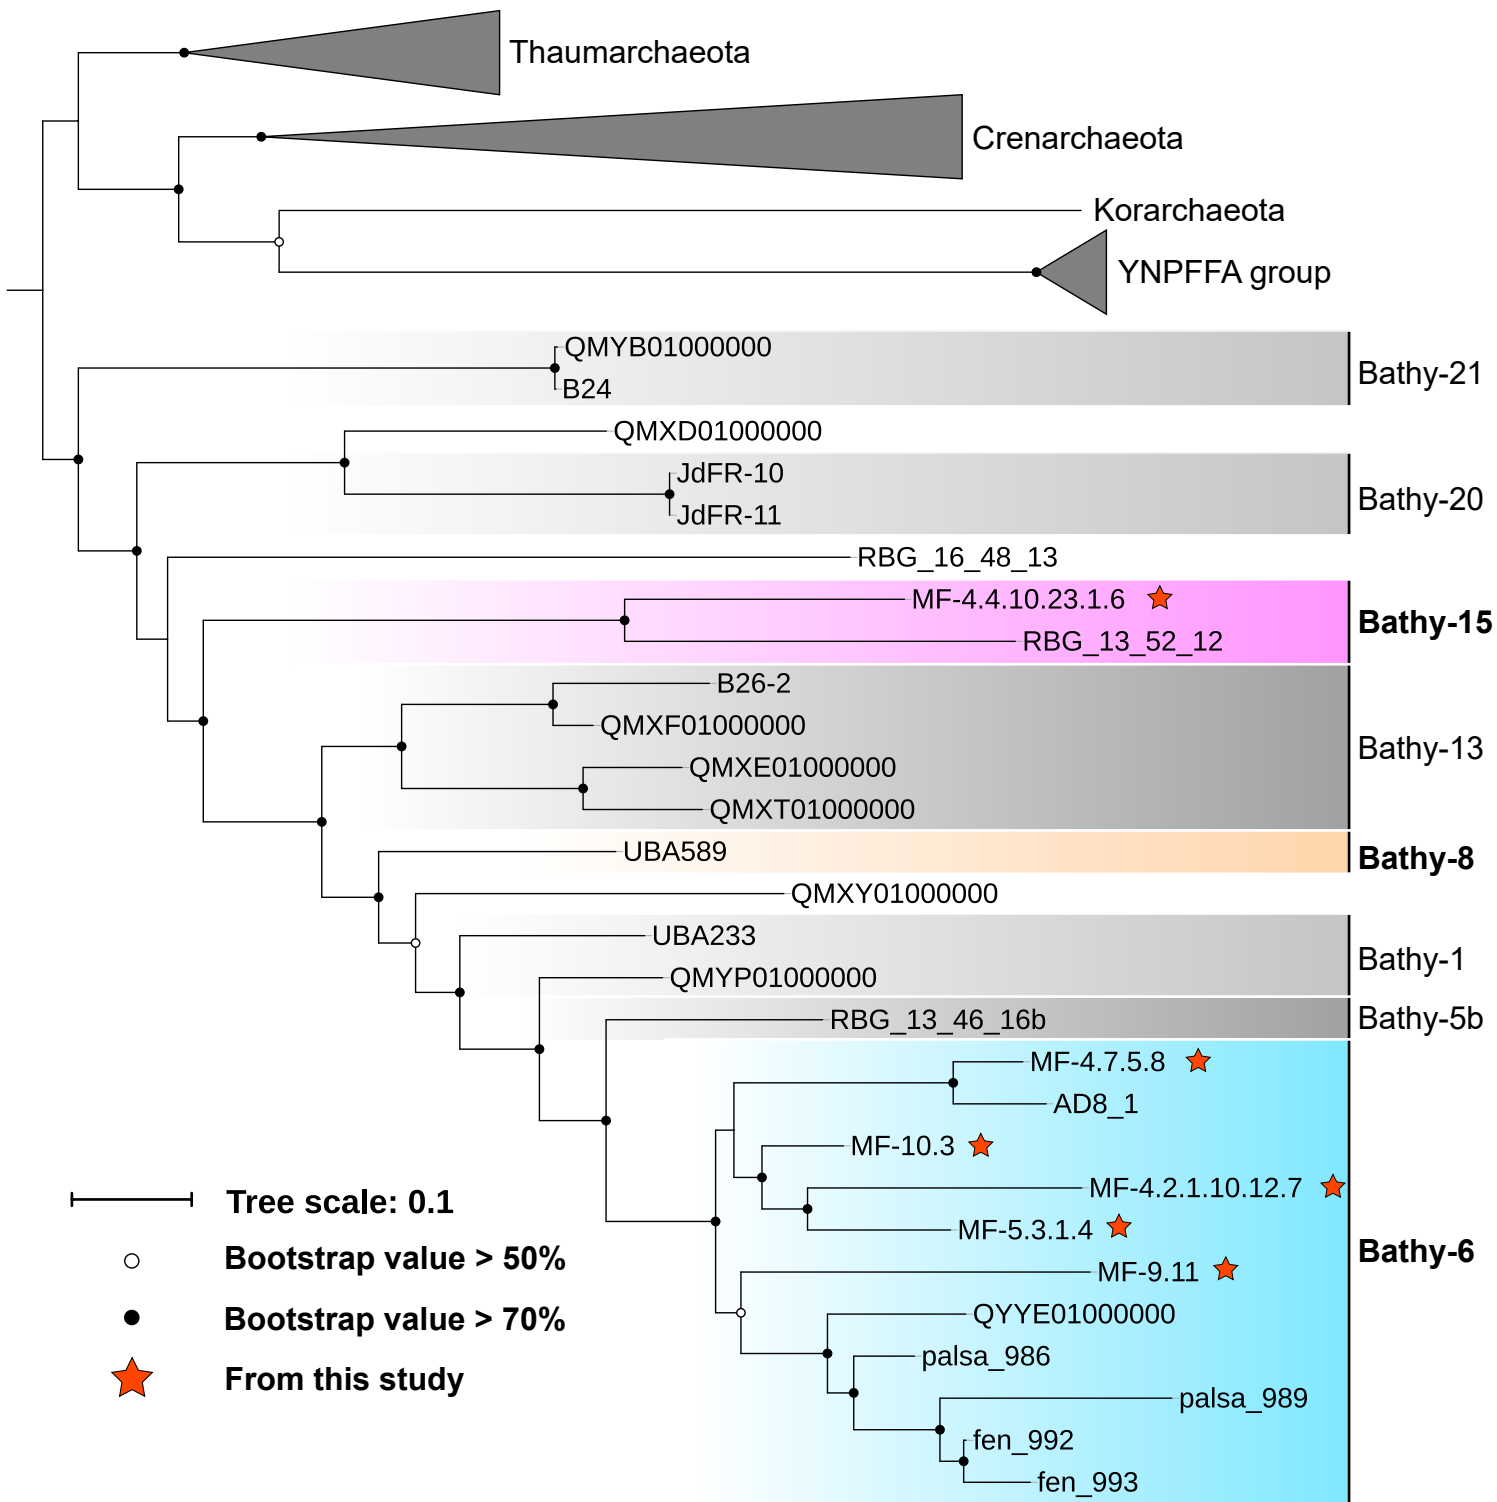 Thaumarchaeota
Crenarchaeota
Korarchaeota
YNPFFA group
QMYB01000000
B24
Bathy-21
QMXD01000000
JdFR-10
JdFR-11
Bathy-20
RBG_16_48_13
MF-4.4.10.23.1.6
RBG_13_52_12
Bathy-15
B26-2
QMXF01000000
QMXE01000000
QMXT01000000
Bathy-13
UBA589
Bathy-8
QMXY01000000
UBA233
QMYP01000000
Bathy-1
RBG_13_46_16b
Bathy-5b
MF-4.7.5.8
AD8_1
MF-10.3
MF-4.2.1.10.12.7
MF-5.3.1.4
MF-9.11
QYYE01000000
palsa_986
palsa_989
fen_992
fen_993
Bathy-6
Tree scale: 0.1
Bootstrap value > 50%
Bootstrap value > 70%
From this study